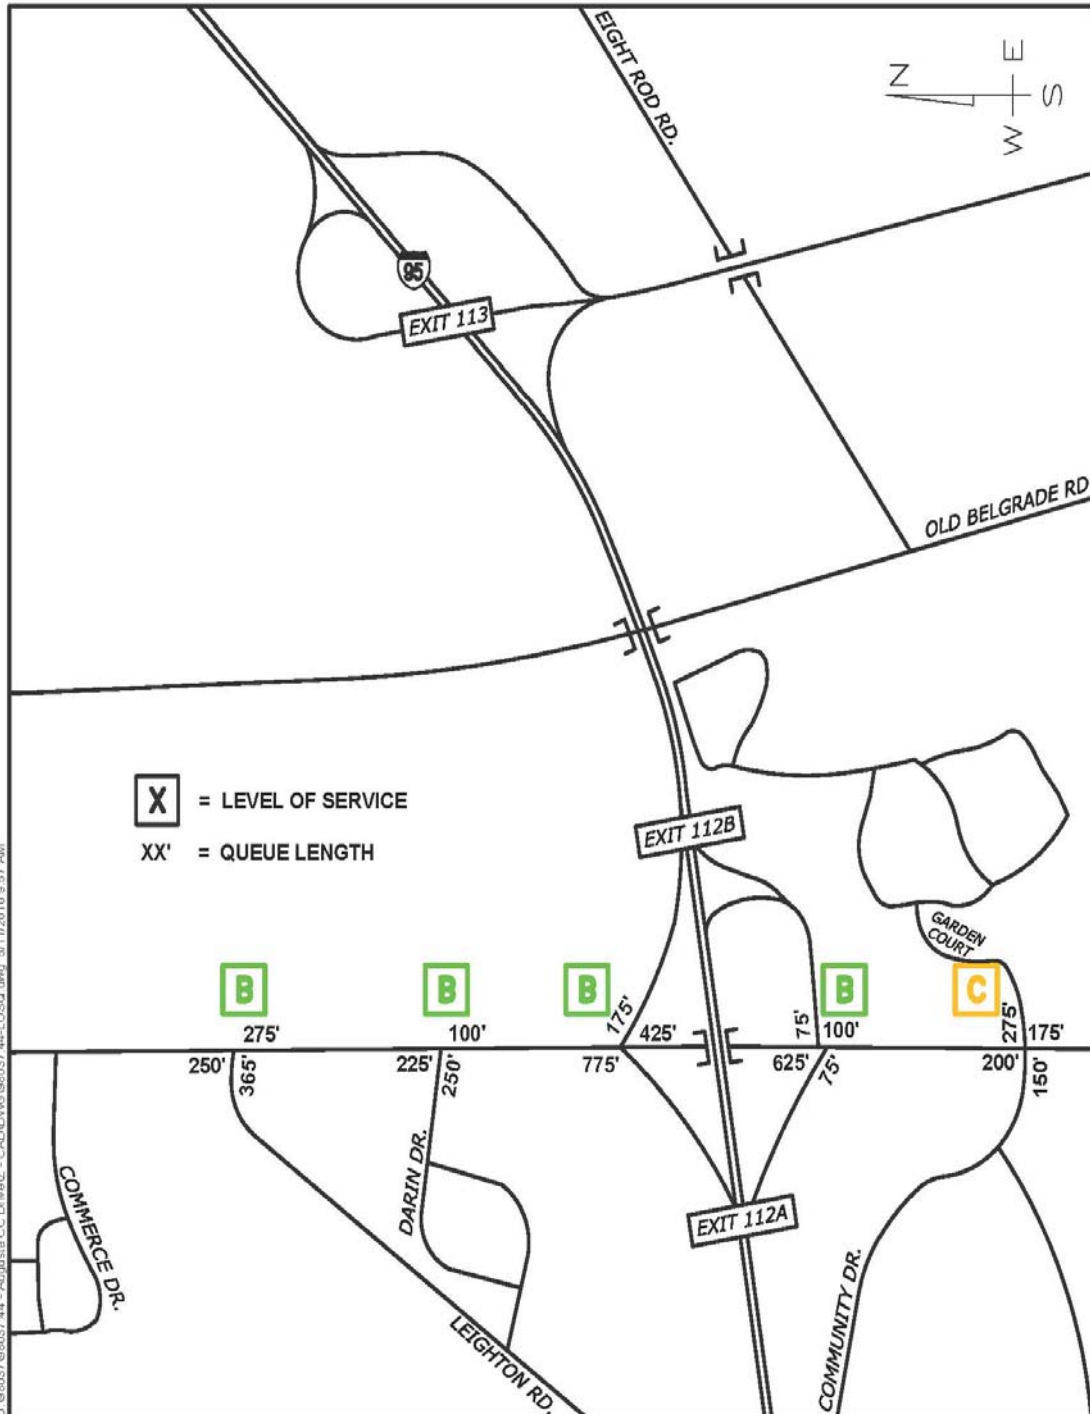 EIGHT ROD RD.
N
W
E
S
95
EXIT 113
OLD BELGRADE RD
X = LEVEL OF SERVICE
XX' = QUEUE LENGTH
EXIT 112B
GARDEN
COURT
B
B
B
B
C
275'
100'
175'
425'
75'
100'
275'
175'
250'
365'
225'
250'
775'
625'
75'
200'
150'
COMMERCE DR.
DARIN DR.
LEIGHTON RD.
EXIT 112A
COMMUNITY DR.